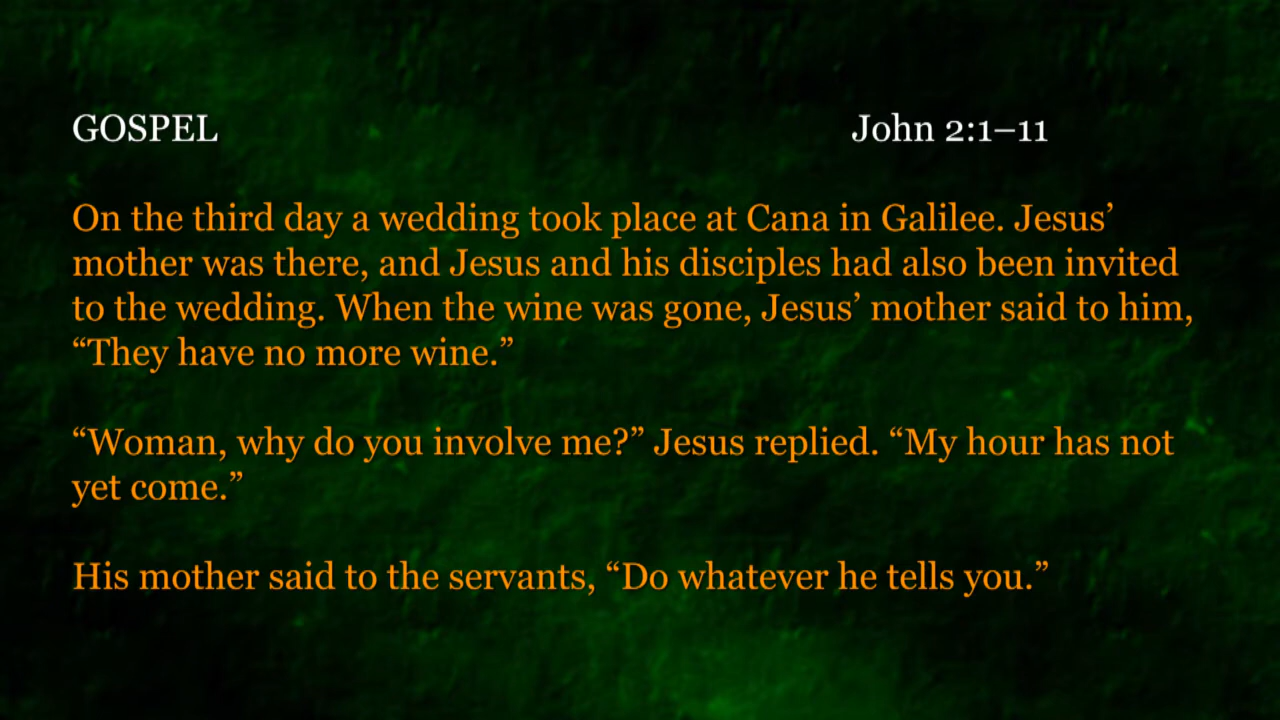 GOSPEL John 2:1–11
On the third day a wedding took place at Cana in Galilee. Jesus’
mother was there, and Jesus and his disciples had also been invited
to the wedding. When the wine was gone, Jesus’ mother said to him,
“They have no more wine.”
“Woman, why do you involve me?” Jesus replied. “My hour has not
yet come.”
His mother said to the servants, “Do whatever he tells you.”